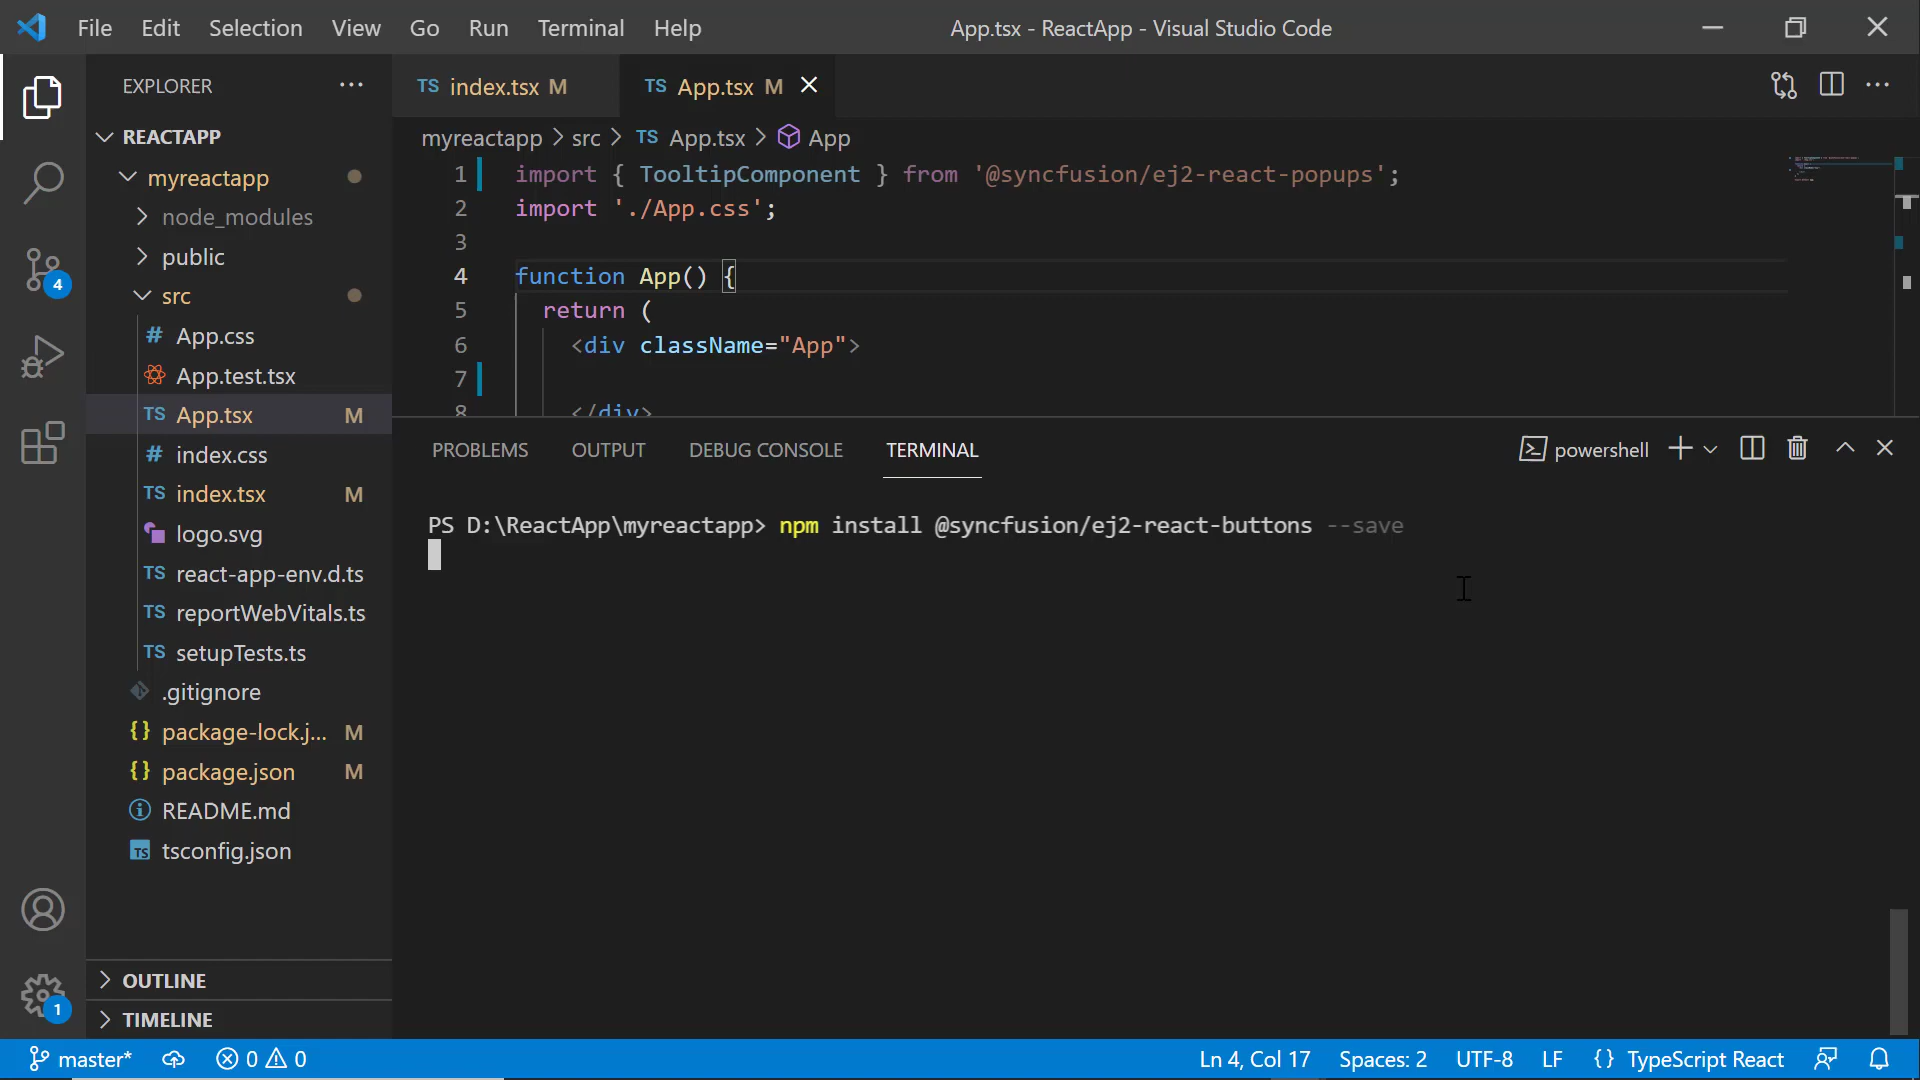 File Edit Selection View Go Run Terminal Help
App.tsx - ReactApp - Visual Studio Code
EXPLORER
REACTAPP
myreactapp
node_modules
public
src
# App.css
App.test.tsx
TS App.tsx M
# index.css
TS index.tsx M
logo.svg
TS react-app-env.d.ts
TS reportWebVitals.ts
TS setupTests.ts
.gitignore
{} package-lock.j... M
{} package.json M
README.md
TS tsconfig.json
OUTLINE
TIMELINE
4
1
TS index.tsx M
TS App.tsx M
myreactapp > src > TS App.tsx > App
1 import { TooltipComponent } from '@syncfusion/ej2-react-popups';
2 import './App.css';
3
4 function App() {
5 return (
6 <div className="App">
7
8 </div>
PROBLEMS OUTPUT DEBUG CONSOLE TERMINAL
powershell
PS D:\ReactApp\myreactapp> npm install @syncfusion/ej2-react-buttons --save
master* 0 0
Ln 4, Col 17 Spaces: 2 UTF-8 LF {} TypeScript React